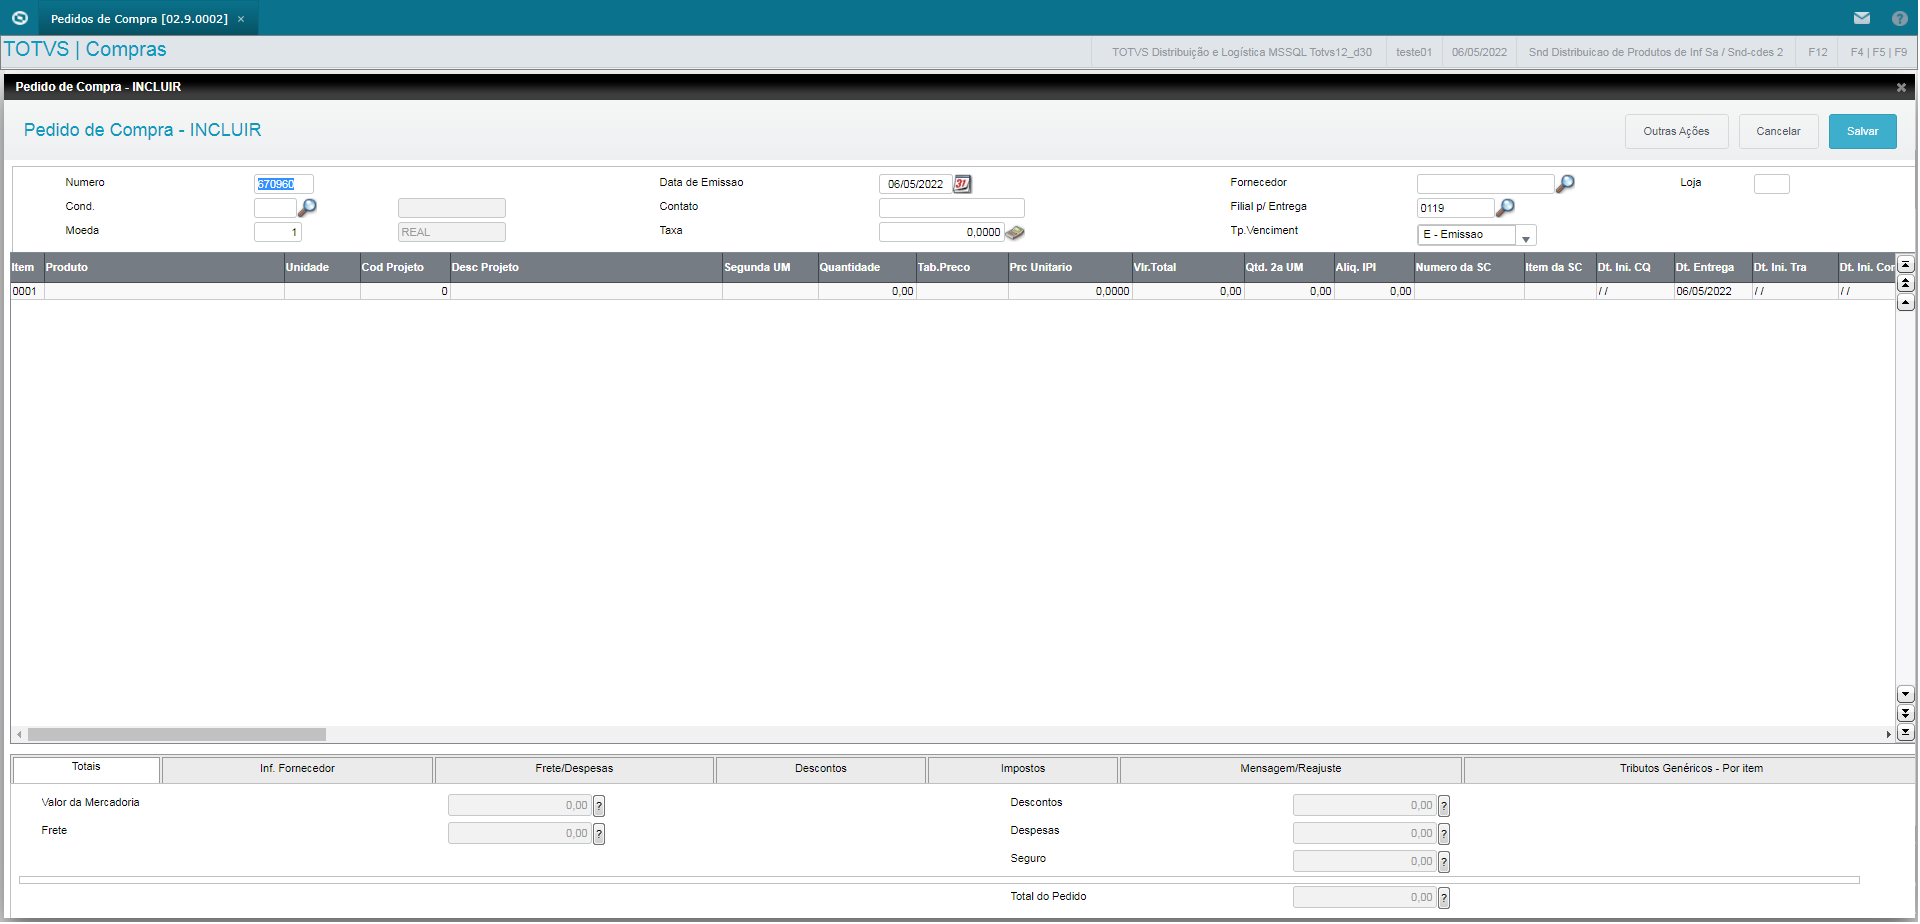 Pedidos de Compra [02.9.0002] ×
?
TOTVS | Compras
TOTVS Distribuição e Logística MSSQL Totvs12_d30
teste01
06/05/2022
Snd Distribuicao de Produtos de Inf Sa / Snd-cdes 2
F12
F4 | F5 | F9
Pedido de Compra - INCLUIR
Pedido de Compra - INCLUIR
Outras Ações
Cancelar
Salvar
Numero 670960 Data de Emissao 06/05/2022 31 Fornecedor Loja
Cond. Contato Filial p/ Entrega 0119
Moeda 1 REAL Taxa 0,0000 Tp.Venciment E - Emissao
Item Produto Unidade Cod Projeto Desc Projeto Segunda UM Quantidade Tab.Preco Prc Unitario Vlr.Total Qtd. 2a UM Aliq. IPI Numero da SC Item da SC Dt. Ini. CQ Dt. Entrega Dt. Ini. Tra Dt. Ini. Cor
0001 0 0,00 0,0000 0,00 0,00 0,00 / / 06/05/2022 / / / /
Totais Inf. Fornecedor Frete/Despesas Descontos Impostos Mensagem/Reajuste Tributos Genéricos - Por item
Valor da Mercadoria 0,00 ? Descontos 0,00 ?
Frete 0,00 ? Despesas 0,00 ?
Seguro 0,00 ?
Total do Pedido 0,00 ?